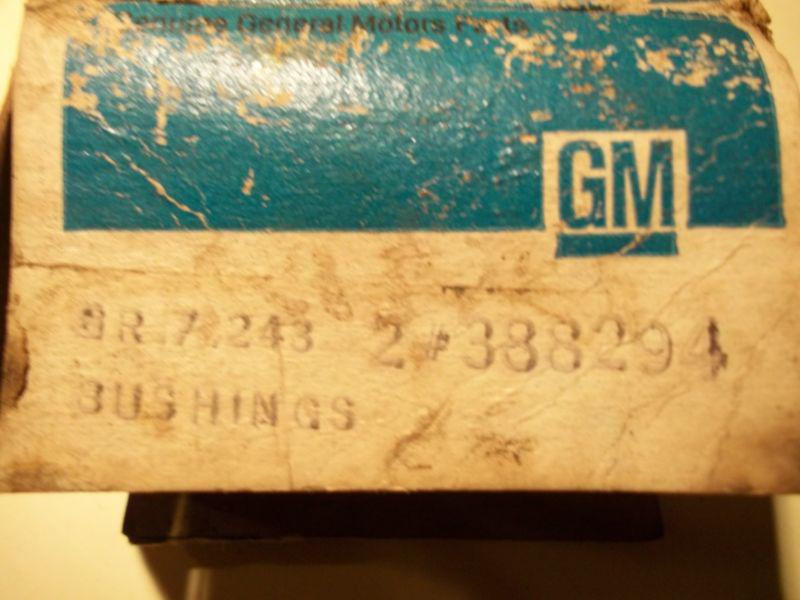 Genuine General Motors Parts
GM
GR.7.243 2#388294
BUSHINGS